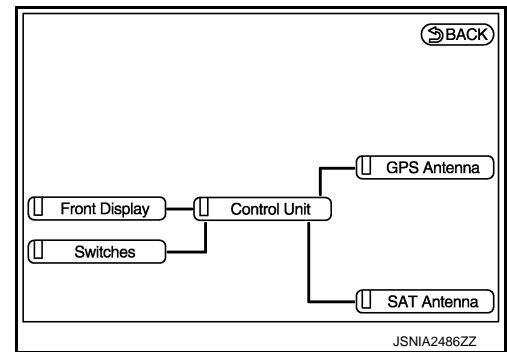 BACK
GPS Antenna
Front Display
Control Unit
Switches
SAT Antenna
JSNIA2486ZZ